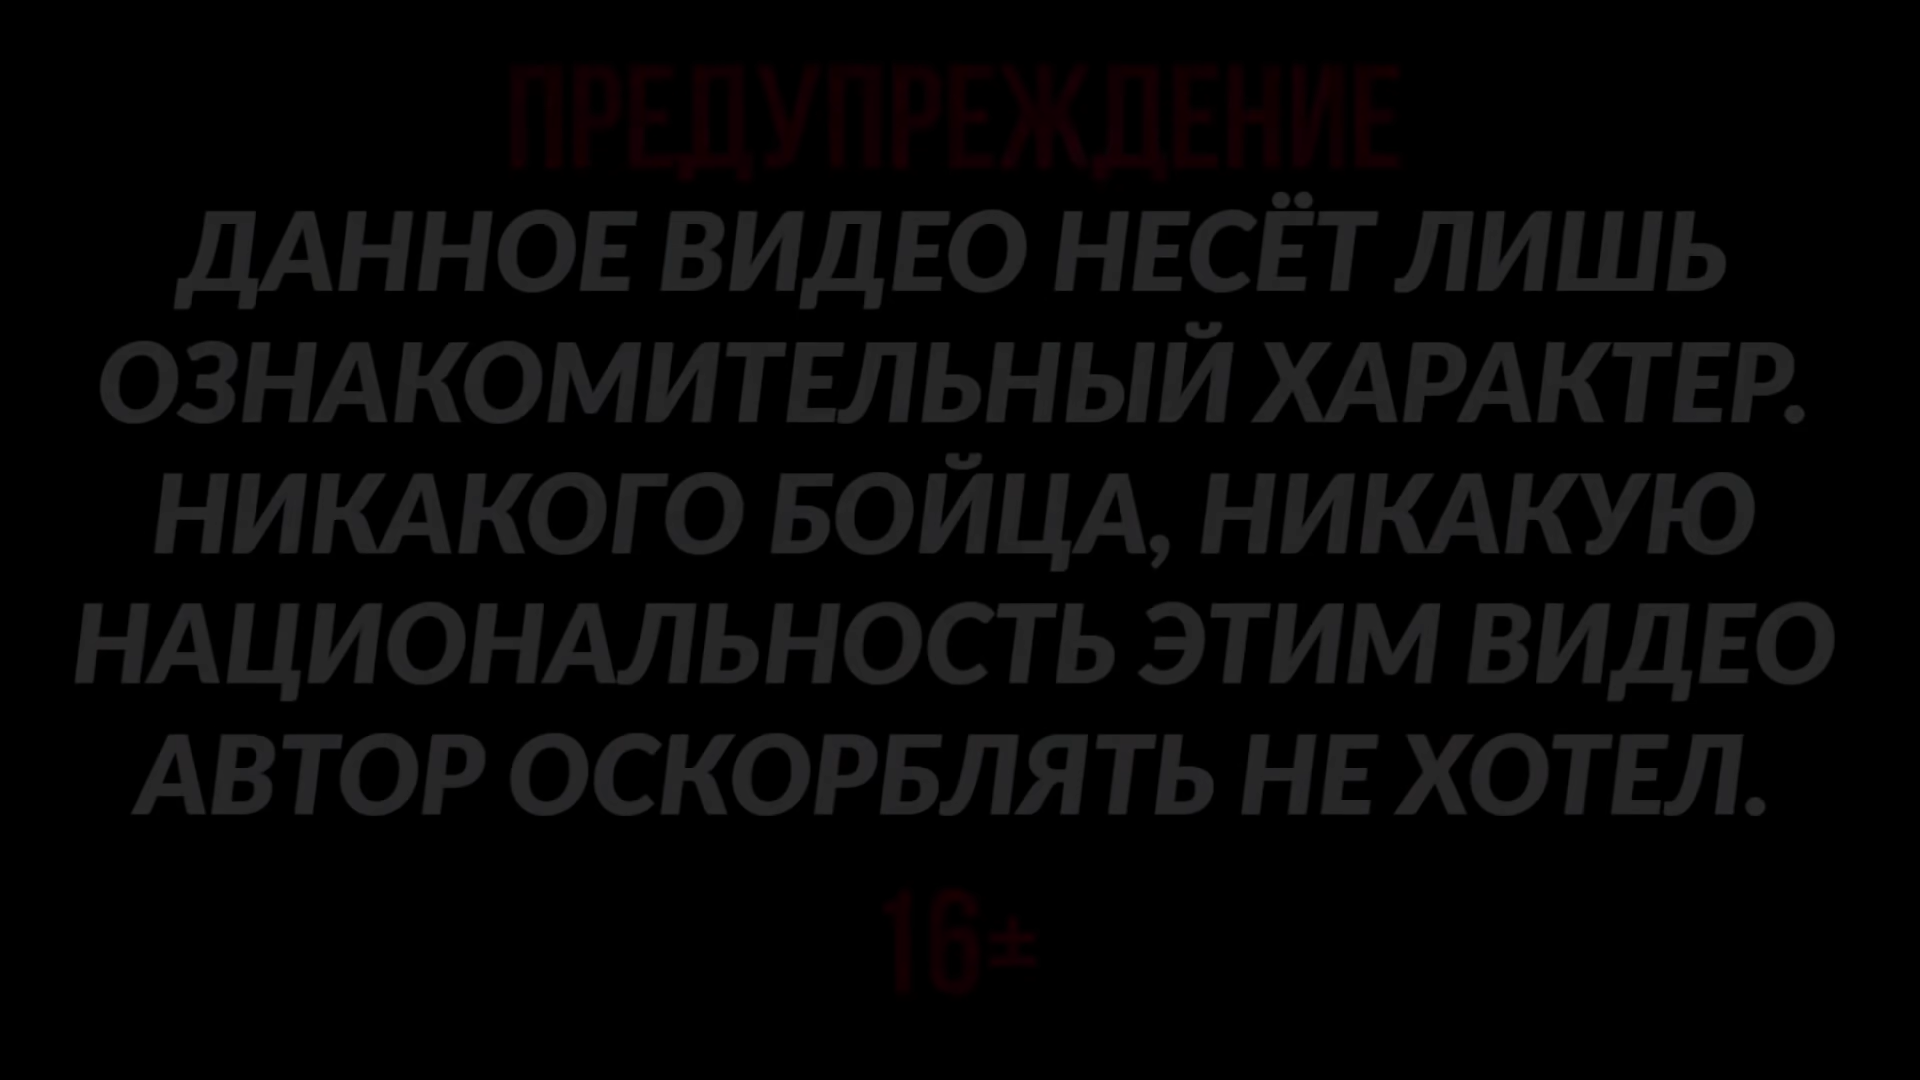 ПРЕДУПРЕЖДЕНИЕ
ДАННОЕ ВИДЕО НЕСЁТ ЛИШЬ
ОЗНАКОМИТЕЛЬНЫЙ ХАРАКТЕР.
НИКАКОГО БОЙЦА, НИКАКУЮ
НАЦИОНАЛЬНОСТЬ ЭТИМ ВИДЕО
АВТОР ОСКОРБЛЯТЬ НЕ ХОТЕЛ.
16±